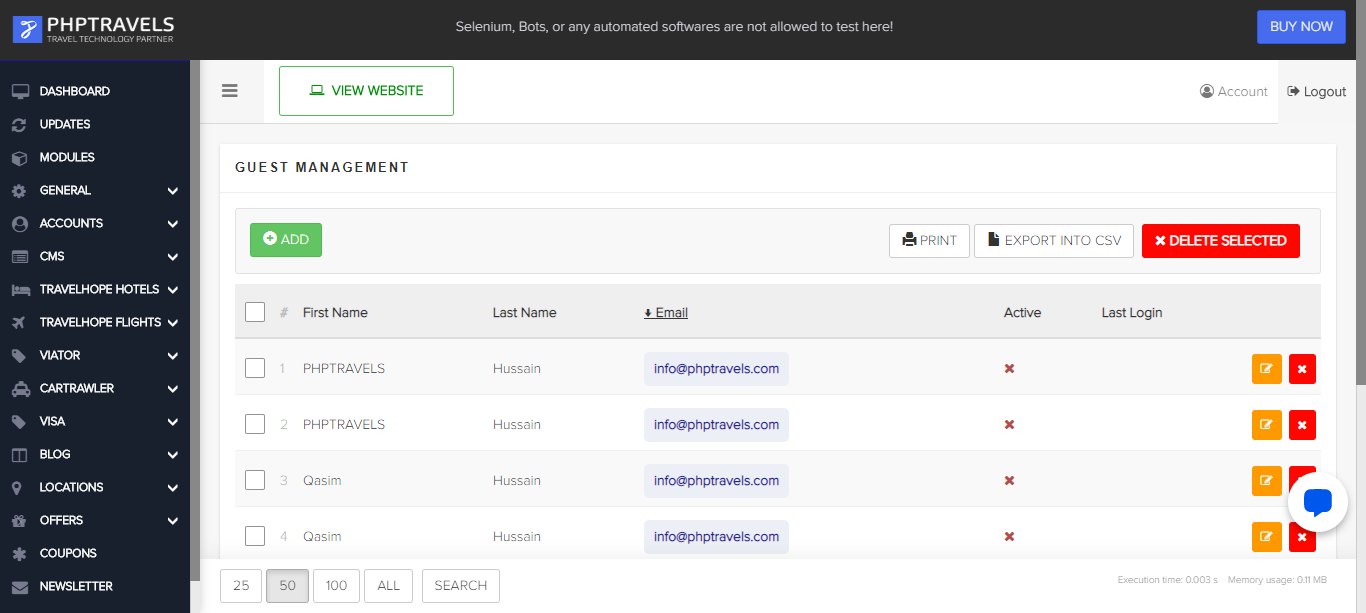 PHPTRAVELS
TRAVEL TECHNOLOGY PARTNER
Selenium, Bots, or any automated softwares are not allowed to test here!
BUY NOW
DASHBOARD
UPDATES
MODULES
GENERAL
ACCOUNTS
CMS
TRAVELHOPE HOTELS
TRAVELHOPE FLIGHTS
VIATOR
CARTRAWLER
VISA
BLOG
LOCATIONS
OFFERS
COUPONS
NEWSLETTER
VIEW WEBSITE
Account
Logout
GUEST MANAGEMENT
ADD
PRINT
EXPORT INTO CSV
DELETE SELECTED
# First Name Last Name Email Active Last Login
1 PHPTRAVELS Hussain info@phptravels.com
2 PHPTRAVELS Hussain info@phptravels.com
3 Qasim Hussain info@phptravels.com
4 Qasim Hussain info@phptravels.com
25 50 100 ALL SEARCH
Execution time: 0.003 s Memory usage: 0.11 MB